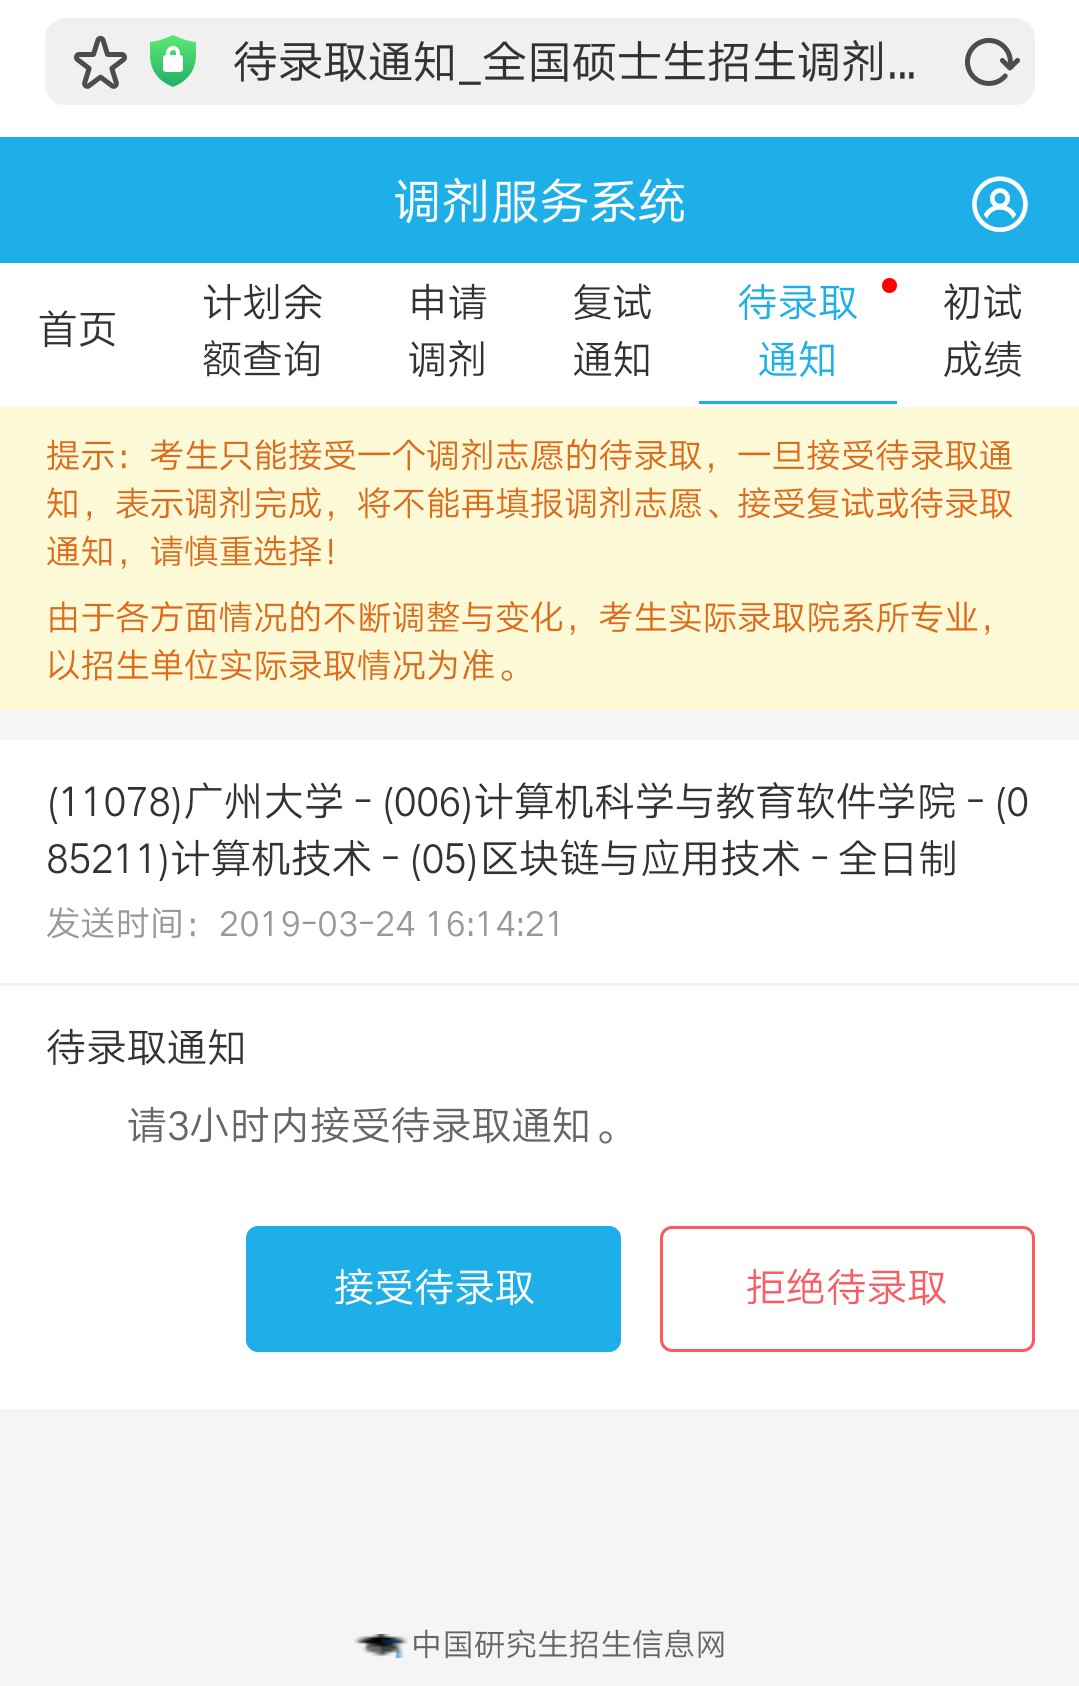 待录取通知_全国硕士生招生调剂...
调剂服务系统
首页
计划余
额查询
申请
调剂
复试
通知
待录取
通知
初试
成绩
提示：考生只能接受一个调剂志愿的待录取，一旦接受待录取通
知，表示调剂完成，将不能再填报调剂志愿、接受复试或待录取
通知，请慎重选择！
由于各方面情况的不断调整与变化，考生实际录取院系所专业，
以招生单位实际录取情况为准。
(11078)广州大学 - (006)计算机科学与教育软件学院 - (0
85211)计算机技术 - (05)区块链与应用技术 - 全日制
发送时间：2019-03-24 16:14:21
待录取通知
请3小时内接受待录取通知。
接受待录取
拒绝待录取
中国研究生招生信息网